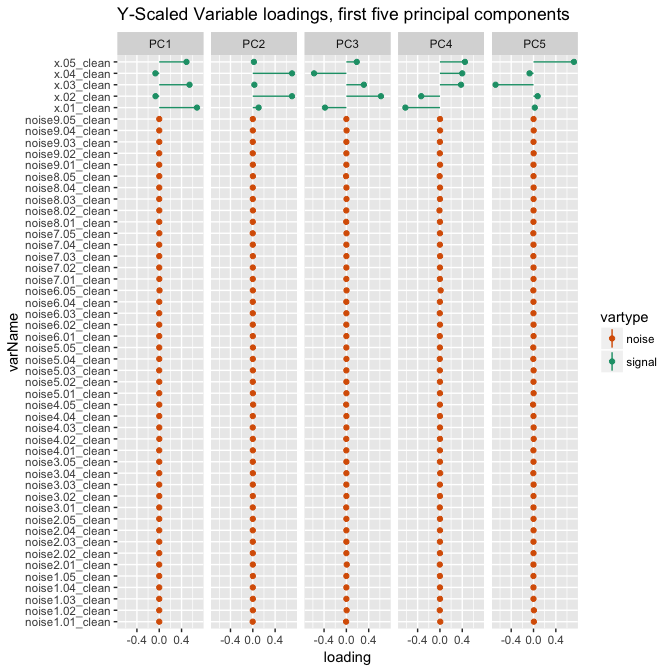 Y-Scaled Variable loadings, first five principal components
PC1 PC2 PC3 PC4 PC5
x.05_clean
x.04_clean
x.03_clean
x.02_clean
x.01_clean
noise9.05_clean
noise9.04_clean
noise9.03_clean
noise9.02_clean
noise9.01_clean
noise8.05_clean
noise8.04_clean
noise8.03_clean
noise8.02_clean
noise8.01_clean
noise7.05_clean
noise7.04_clean
noise7.03_clean
noise7.02_clean
noise7.01_clean
noise6.05_clean
noise6.04_clean
noise6.03_clean
noise6.02_clean
noise6.01_clean
noise5.05_clean
noise5.04_clean
noise5.03_clean
noise5.02_clean
noise5.01_clean
noise4.05_clean
noise4.04_clean
noise4.03_clean
noise4.02_clean
noise4.01_clean
noise3.05_clean
noise3.04_clean
noise3.03_clean
noise3.02_clean
noise3.01_clean
noise2.05_clean
noise2.04_clean
noise2.03_clean
noise2.02_clean
noise2.01_clean
noise1.05_clean
noise1.04_clean
noise1.03_clean
noise1.02_clean
noise1.01_clean
varName
-0.4 0.0 0.4 -0.4 0.0 0.4 -0.4 0.0 0.4 -0.4 0.0 0.4 -0.4 0.0 0.4
loading
vartype
noise
signal